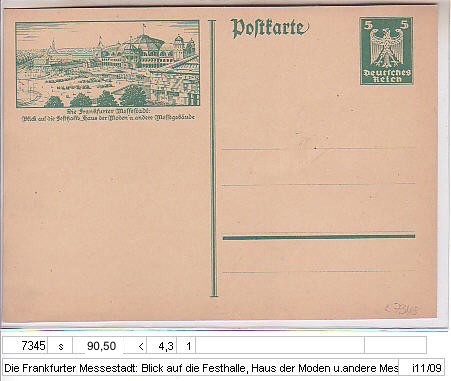 Postkarte
5 5
Deutsches
Reich
Die Frankfurter Messestadt:
Blick auf die Festhalle, Haus der Moden u. andere Messgebäude
7345 s 90,50 < 4,3 1
Die Frankfurter Messestadt: Blick auf die Festhalle, Haus der Moden u.andere Mes
i11/09